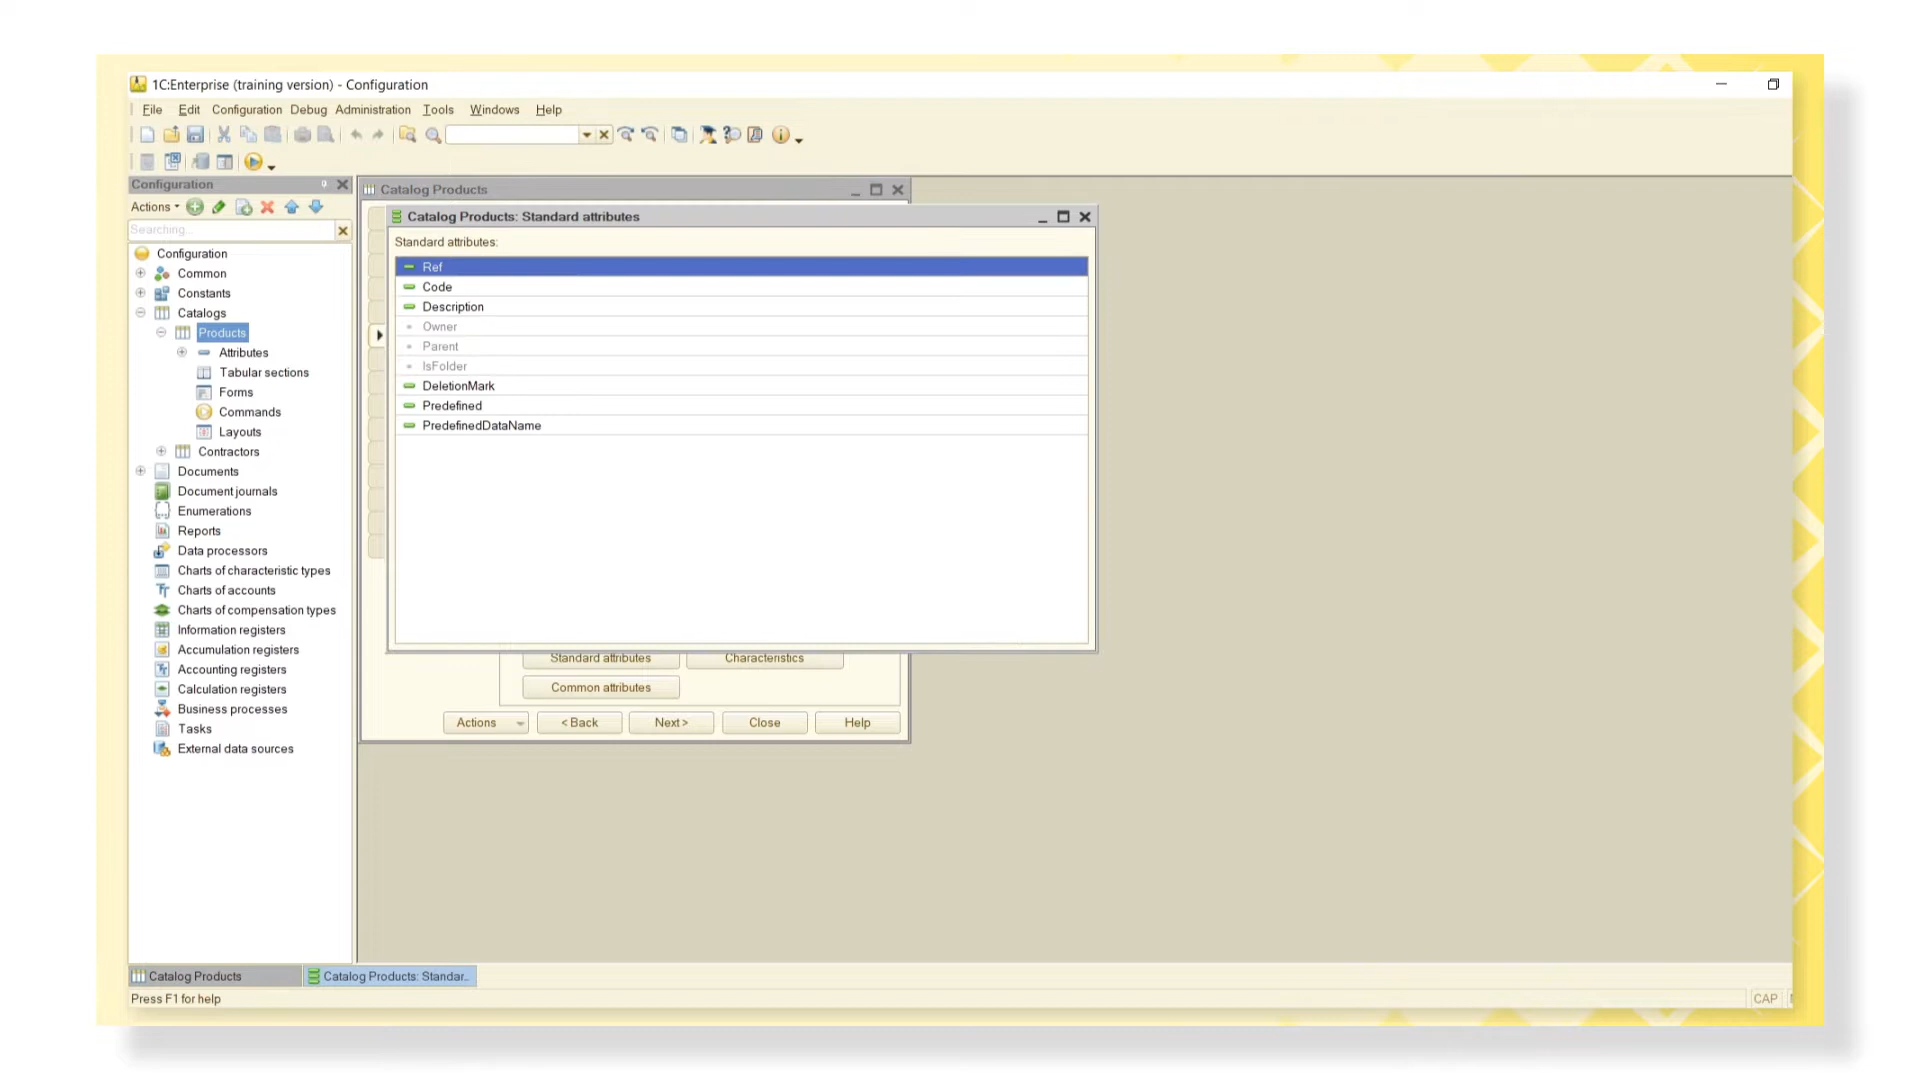 1C:Enterprise (training version) - Configuration
File Edit Configuration Debug Administration Tools Windows Help
Configuration
Actions
Searching...
Configuration
Common
Constants
Catalogs
Products
Attributes
Tabular sections
Forms
Commands
Layouts
Contractors
Documents
Document journals
Enumerations
Reports
Data processors
Charts of characteristic types
Charts of accounts
Charts of compensation types
Information registers
Accumulation registers
Accounting registers
Calculation registers
Business processes
Tasks
External data sources
Catalog Products
Catalog Products: Standard attributes
Standard attributes:
Ref
Code
Description
Owner
Parent
IsFolder
DeletionMark
Predefined
PredefinedDataName
Standard attributes Characteristics
Common attributes
Actions < Back Next > Close Help
Catalog Products Catalog Products: Standar...
Press F1 for help CAP